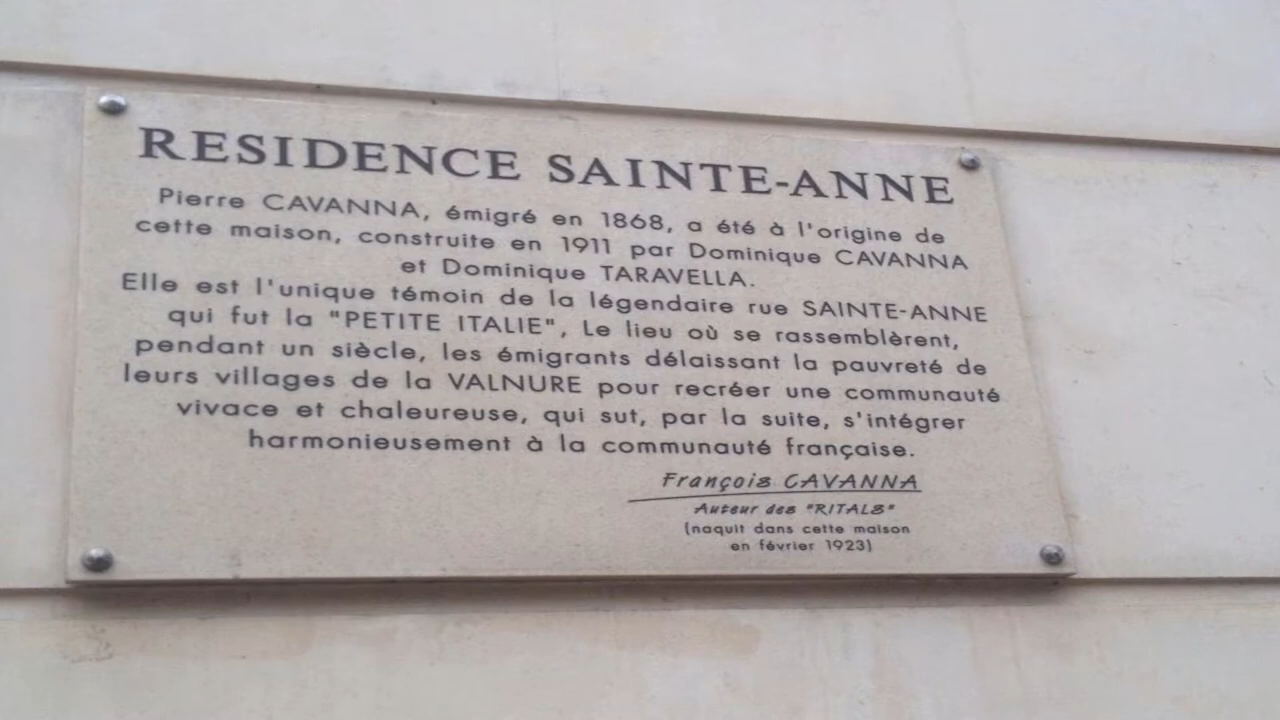 RESIDENCE SAINTE-ANNE
Pierre CAVANNA, émigré en 1868, a été à l'origine de
cette maison, construite en 1911 par Dominique CAVANNA
et Dominique TARAVELLA.
Elle est l'unique témoin de la légendaire rue SAINTE-ANNE
qui fut la "PETITE ITALIE", Le lieu où se rassemblèrent,
pendant un siècle, les émigrants délaissant la pauvreté de
leurs villages de la VALNURE pour recréer une communauté
vivace et chaleureuse, qui sut, par la suite, s'intégrer
harmonieusement à la communauté française.
François CAVANNA
Auteur des "RITALS"
(naquit dans cette maison
en février 1923)